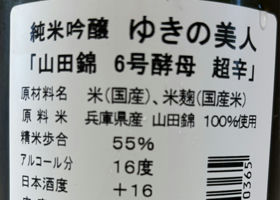 純米吟醸 ゆきの美人
「山田錦 6号酵母 超辛」
原材料名 米(国産)、米麹(国産米)
原料米 兵庫県産 山田錦 100%使用
精米歩合 55%
アルコール分 16度
日本酒度 +16
0365